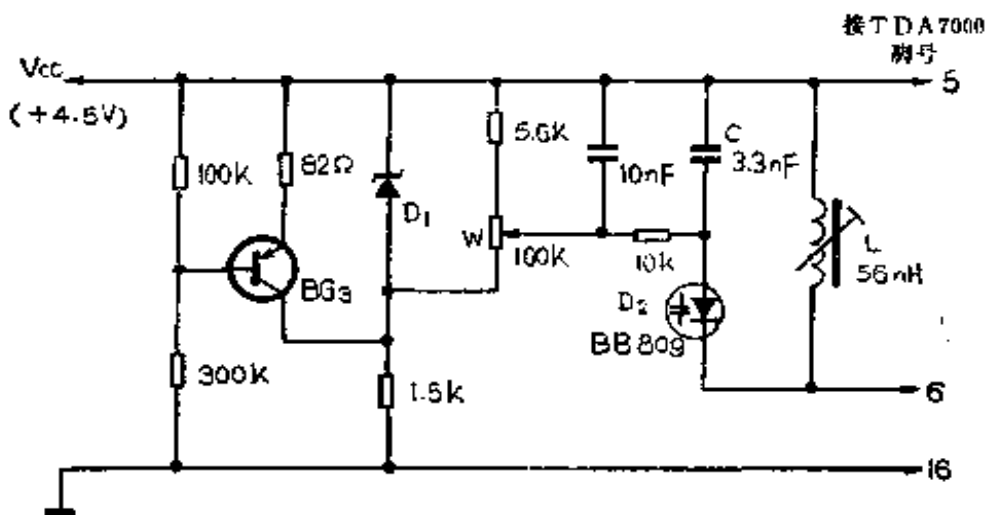 接TDA7000
脚号
Vcc
5
(+4.5V)
100K
82Ω
D1
5.6K
10nF
C
3.3nF
W
100K
10k
L
56nH
BG3
D2
BB809
300K
1.5K
6
16